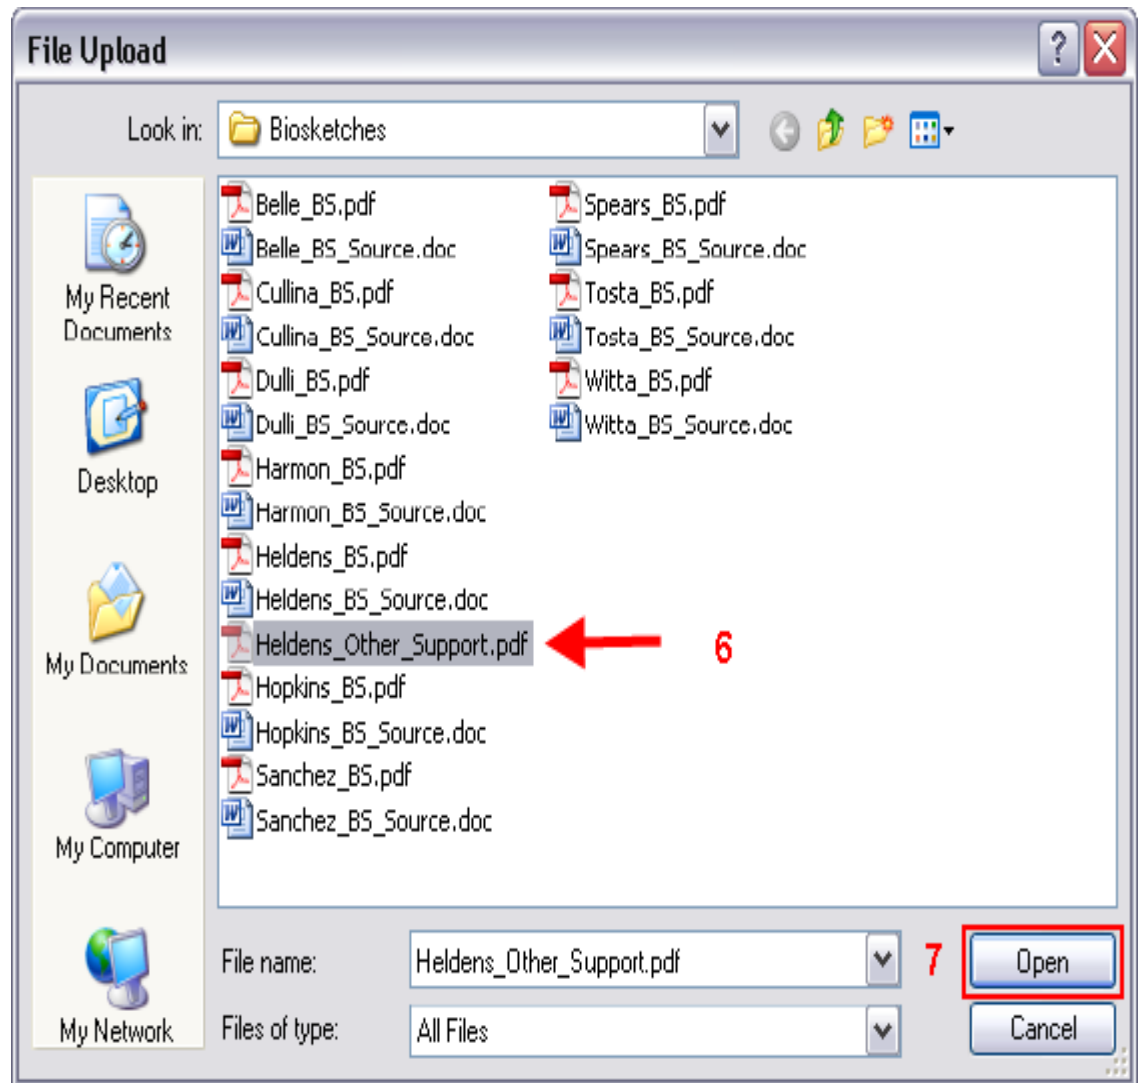 File Upload
Look in: Biosketches
My Recent
Documents
Desktop
My Documents
My Computer
My Network
Belle_BS.pdf
Belle_BS_Source.doc
Cullina_BS.pdf
Cullina_BS_Source.doc
Dulli_BS.pdf
Dulli_BS_Source.doc
Harmon_BS.pdf
Harmon_BS_Source.doc
Heldens_BS.pdf
Heldens_BS_Source.doc
Heldens_Other_Support.pdf 6
Hopkins_BS.pdf
Hopkins_BS_Source.doc
Sanchez_BS.pdf
Sanchez_BS_Source.doc
Spears_BS.pdf
Spears_BS_Source.doc
Tosta_BS.pdf
Tosta_BS_Source.doc
Witta_BS.pdf
Witta_BS_Source.doc
File name: Heldens_Other_Support.pdf 7 Open
Files of type: All Files Cancel